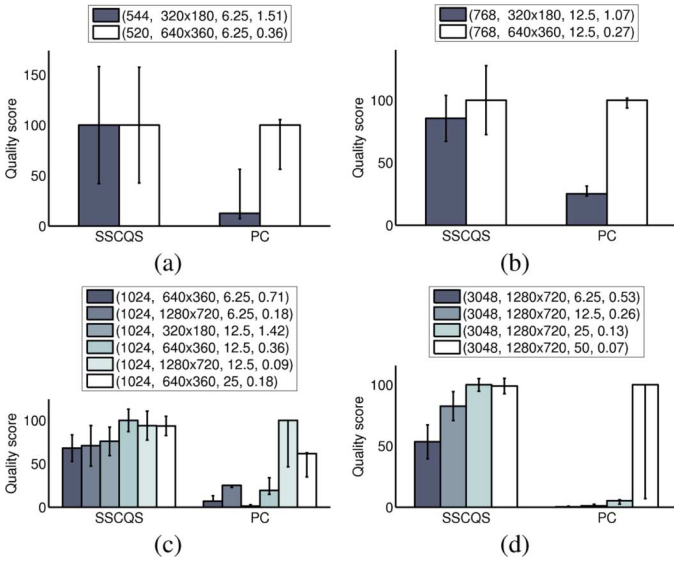 (544, 320x180, 6.25, 1.51)
(520, 640x360, 6.25, 0.36)
150
100
50
0
Quality score
SSCQS PC
(a)
(768, 320x180, 12.5, 1.07)
(768, 640x360, 12.5, 0.27)
100
50
0
Quality score
SSCQS PC
(b)
(1024, 640x360, 6.25, 0.71)
(1024, 1280x720, 6.25, 0.18)
(1024, 320x180, 12.5, 1.42)
(1024, 640x360, 12.5, 0.36)
(1024, 1280x720, 12.5, 0.09)
(1024, 640x360, 25, 0.18)
100
50
0
Quality score
SSCQS PC
(c)
(3048, 1280x720, 6.25, 0.53)
(3048, 1280x720, 12.5, 0.26)
(3048, 1280x720, 25, 0.13)
(3048, 1280x720, 50, 0.07)
100
50
0
Quality score
SSCQS PC
(d)